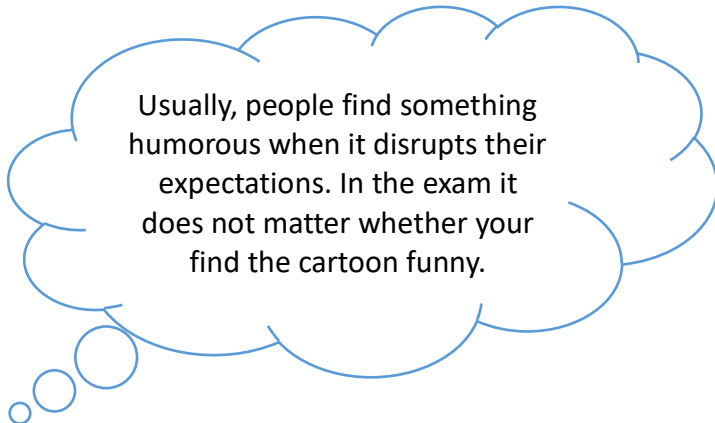 Usually, people find something
humorous when it disrupts their
expectations. In the exam it
does not matter whether your
find the cartoon funny.